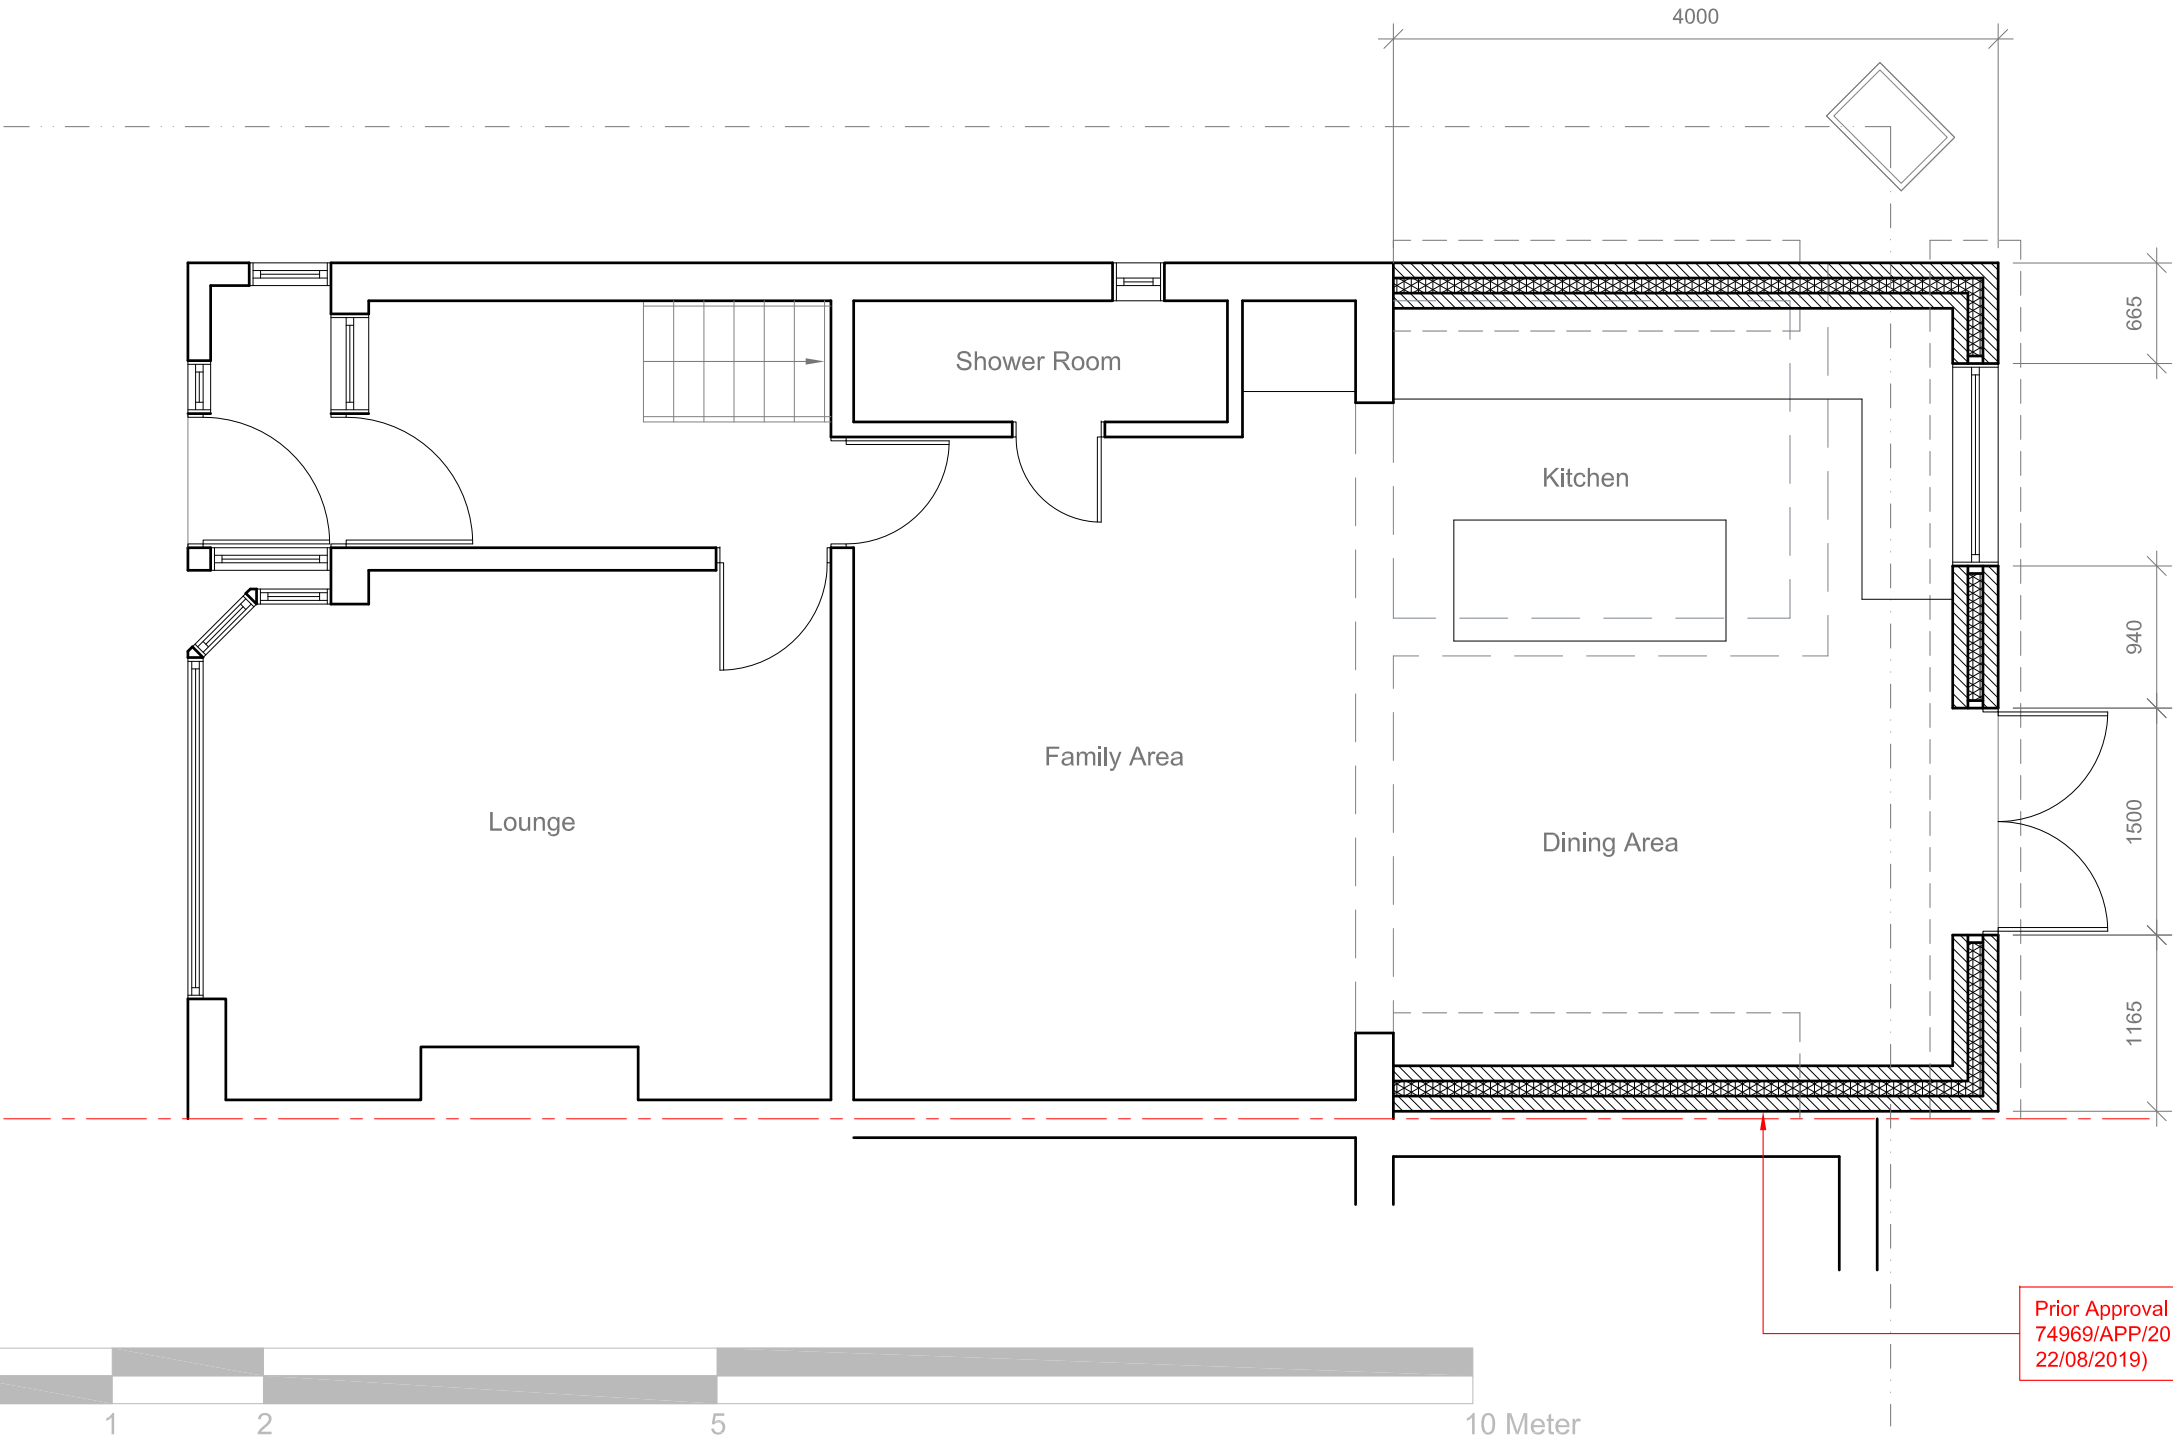 4000
665
Shower Room
Kitchen
940
Family Area
Lounge
1500
Dining Area
1165
Prior Approval
74969/APP/20
22/08/2019)
1
2
5
10 Meter